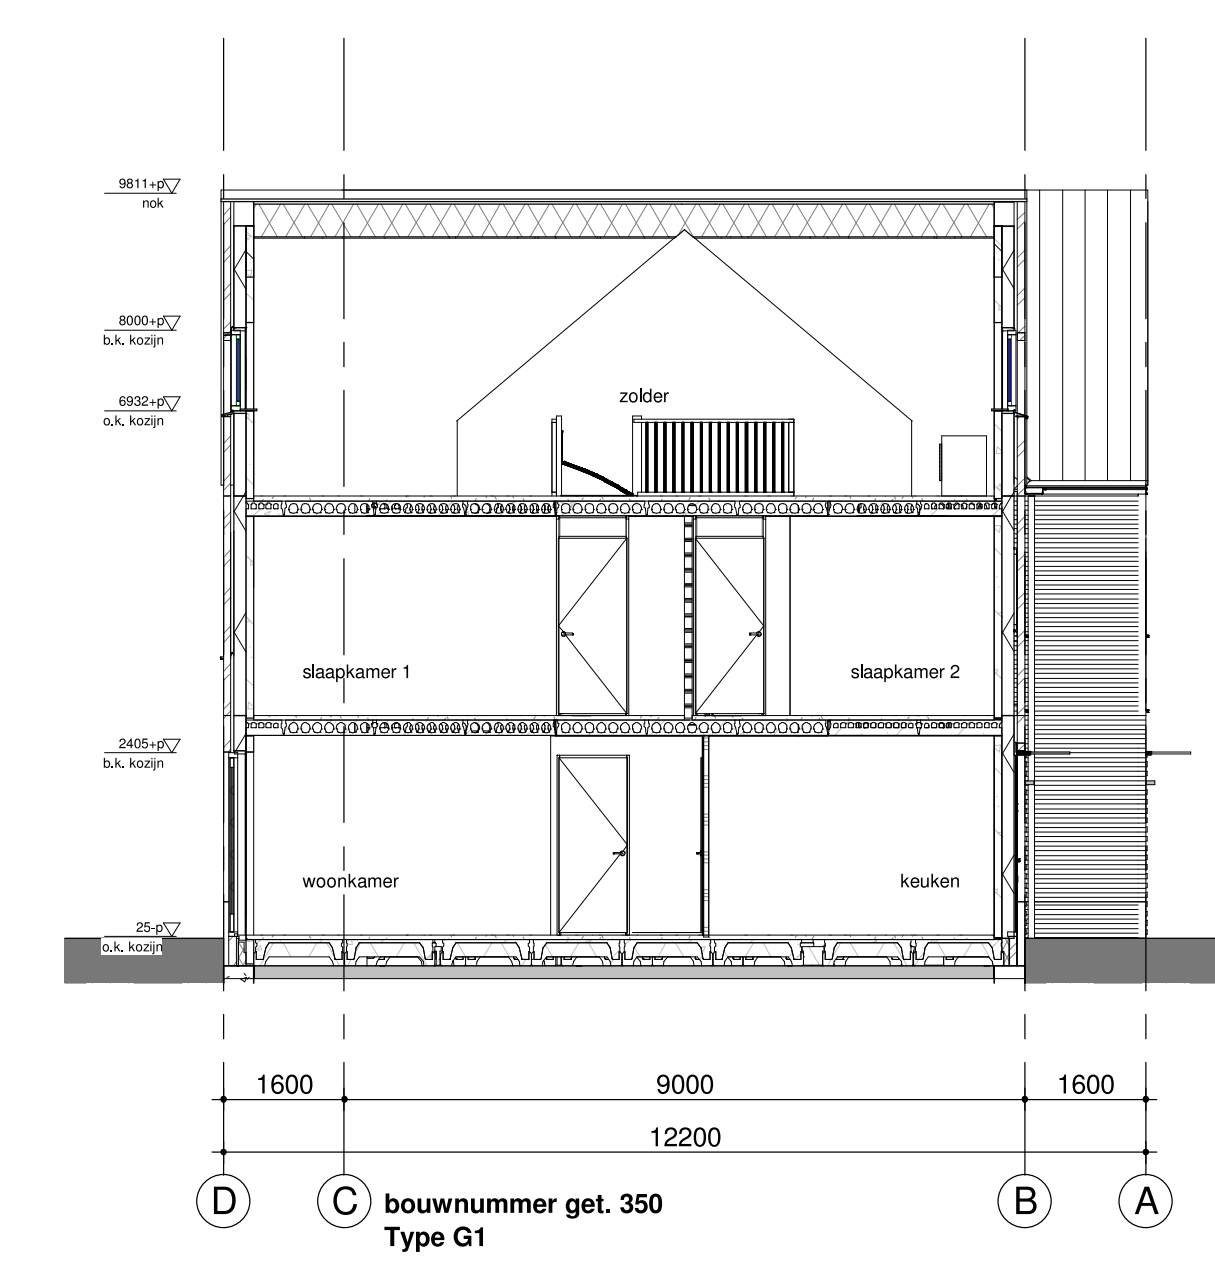 9811+p
nok
8000+p
b.k. kozijn
6932+p
o.k. kozijn
zolder
slaapkamer 1
slaapkamer 2
2405+p
b.k. kozijn
woonkamer
keuken
25-p
o.k. kozijn
1600
9000
1600
12200
D
C
B
A
bouwnummer get. 350
Type G1